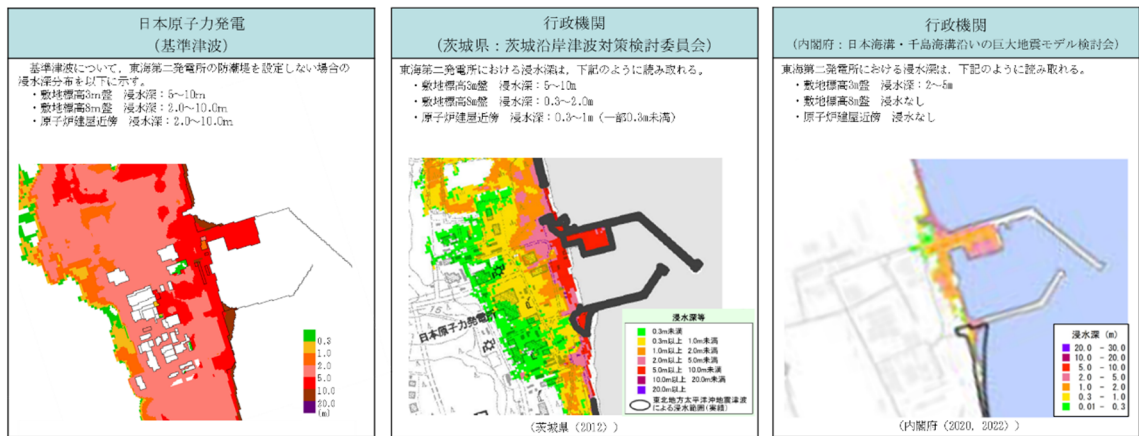 日本原子力発電
(基準津波)
基準津波について,東海第二発電所の防潮堤を設定しない場合の
浸水深分布を以下に示す。
・敷地標高3m盤 浸水深:5~10m
・敷地標高8m盤 浸水深:2.0~10.0m
・原子炉建屋近傍 浸水深:2.0~10.0m
0.3
1.0
2.0
5.0
10.0
20.0
(m)
行政機関
(茨城県:茨城沿岸津波対策検討委員会)
東海第二発電所における浸水深は,下記のように読み取れる。
・敷地標高3m盤 浸水深:5~10m
・敷地標高8m盤 浸水深:0.3~2.0m
・原子炉建屋近傍 浸水深:0.3~1m(一部0.3m未満)
日本原子力発電所
浸水深等
0.3m未満
0.3m以上 1.0m未満
1.0m以上 2.0m未満
2.0m以上 5.0m未満
5.0m以上 10.0m未満
10.0m以上 20.0m未満
20.0m以上
東北地方太平洋沖地震津波
による浸水範囲(実績)
(茨城県(2012))
行政機関
(内閣府:日本海溝・千島海溝沿いの巨大地震モデル検討会)
東海第二発電所における浸水深は,下記のように読み取れる。
・敷地標高3m盤 浸水深:2~5m
・敷地標高8m盤 浸水なし
・原子炉建屋近傍 浸水なし
浸水深(m)
20.0 - 30.0
10.0 - 20.0
5.0 - 10.0
2.0 - 5.0
1.0 - 2.0
0.3 - 1.0
0.01 - 0.3
(内閣府(2020, 2022))